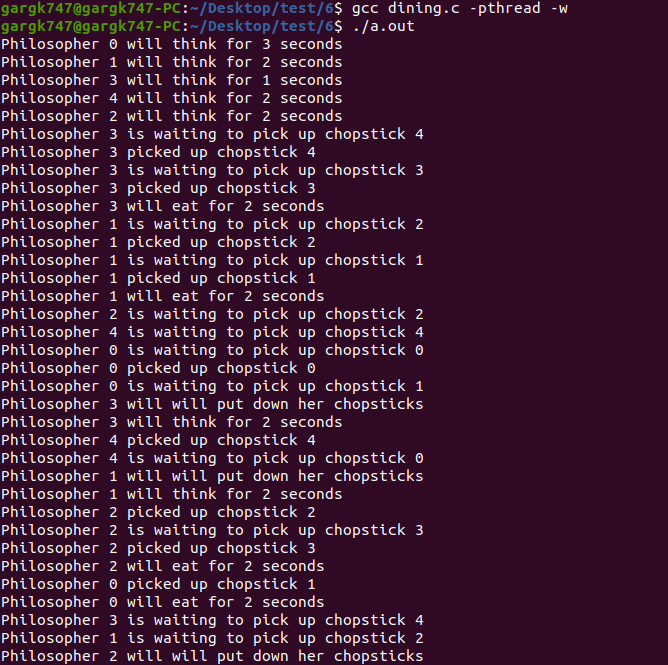 gargk747@gargk747-PC:~/Desktop/test/6$ gcc dining.c -pthread -w
gargk747@gargk747-PC:~/Desktop/test/6$ ./a.out
Philosopher 0 will think for 3 seconds
Philosopher 1 will think for 2 seconds
Philosopher 3 will think for 1 seconds
Philosopher 4 will think for 2 seconds
Philosopher 2 will think for 2 seconds
Philosopher 3 is waiting to pick up chopstick 4
Philosopher 3 picked up chopstick 4
Philosopher 3 is waiting to pick up chopstick 3
Philosopher 3 picked up chopstick 3
Philosopher 3 will eat for 2 seconds
Philosopher 1 is waiting to pick up chopstick 2
Philosopher 1 picked up chopstick 2
Philosopher 1 is waiting to pick up chopstick 1
Philosopher 1 picked up chopstick 1
Philosopher 1 will eat for 2 seconds
Philosopher 2 is waiting to pick up chopstick 2
Philosopher 4 is waiting to pick up chopstick 4
Philosopher 0 is waiting to pick up chopstick 0
Philosopher 0 picked up chopstick 0
Philosopher 0 is waiting to pick up chopstick 1
Philosopher 3 will will put down her chopsticks
Philosopher 3 will think for 2 seconds
Philosopher 4 picked up chopstick 4
Philosopher 4 is waiting to pick up chopstick 0
Philosopher 1 will will put down her chopsticks
Philosopher 1 will think for 2 seconds
Philosopher 2 picked up chopstick 2
Philosopher 2 is waiting to pick up chopstick 3
Philosopher 2 picked up chopstick 3
Philosopher 2 will eat for 2 seconds
Philosopher 0 picked up chopstick 1
Philosopher 0 will eat for 2 seconds
Philosopher 3 is waiting to pick up chopstick 4
Philosopher 1 is waiting to pick up chopstick 2
Philosopher 2 will will put down her chopsticks